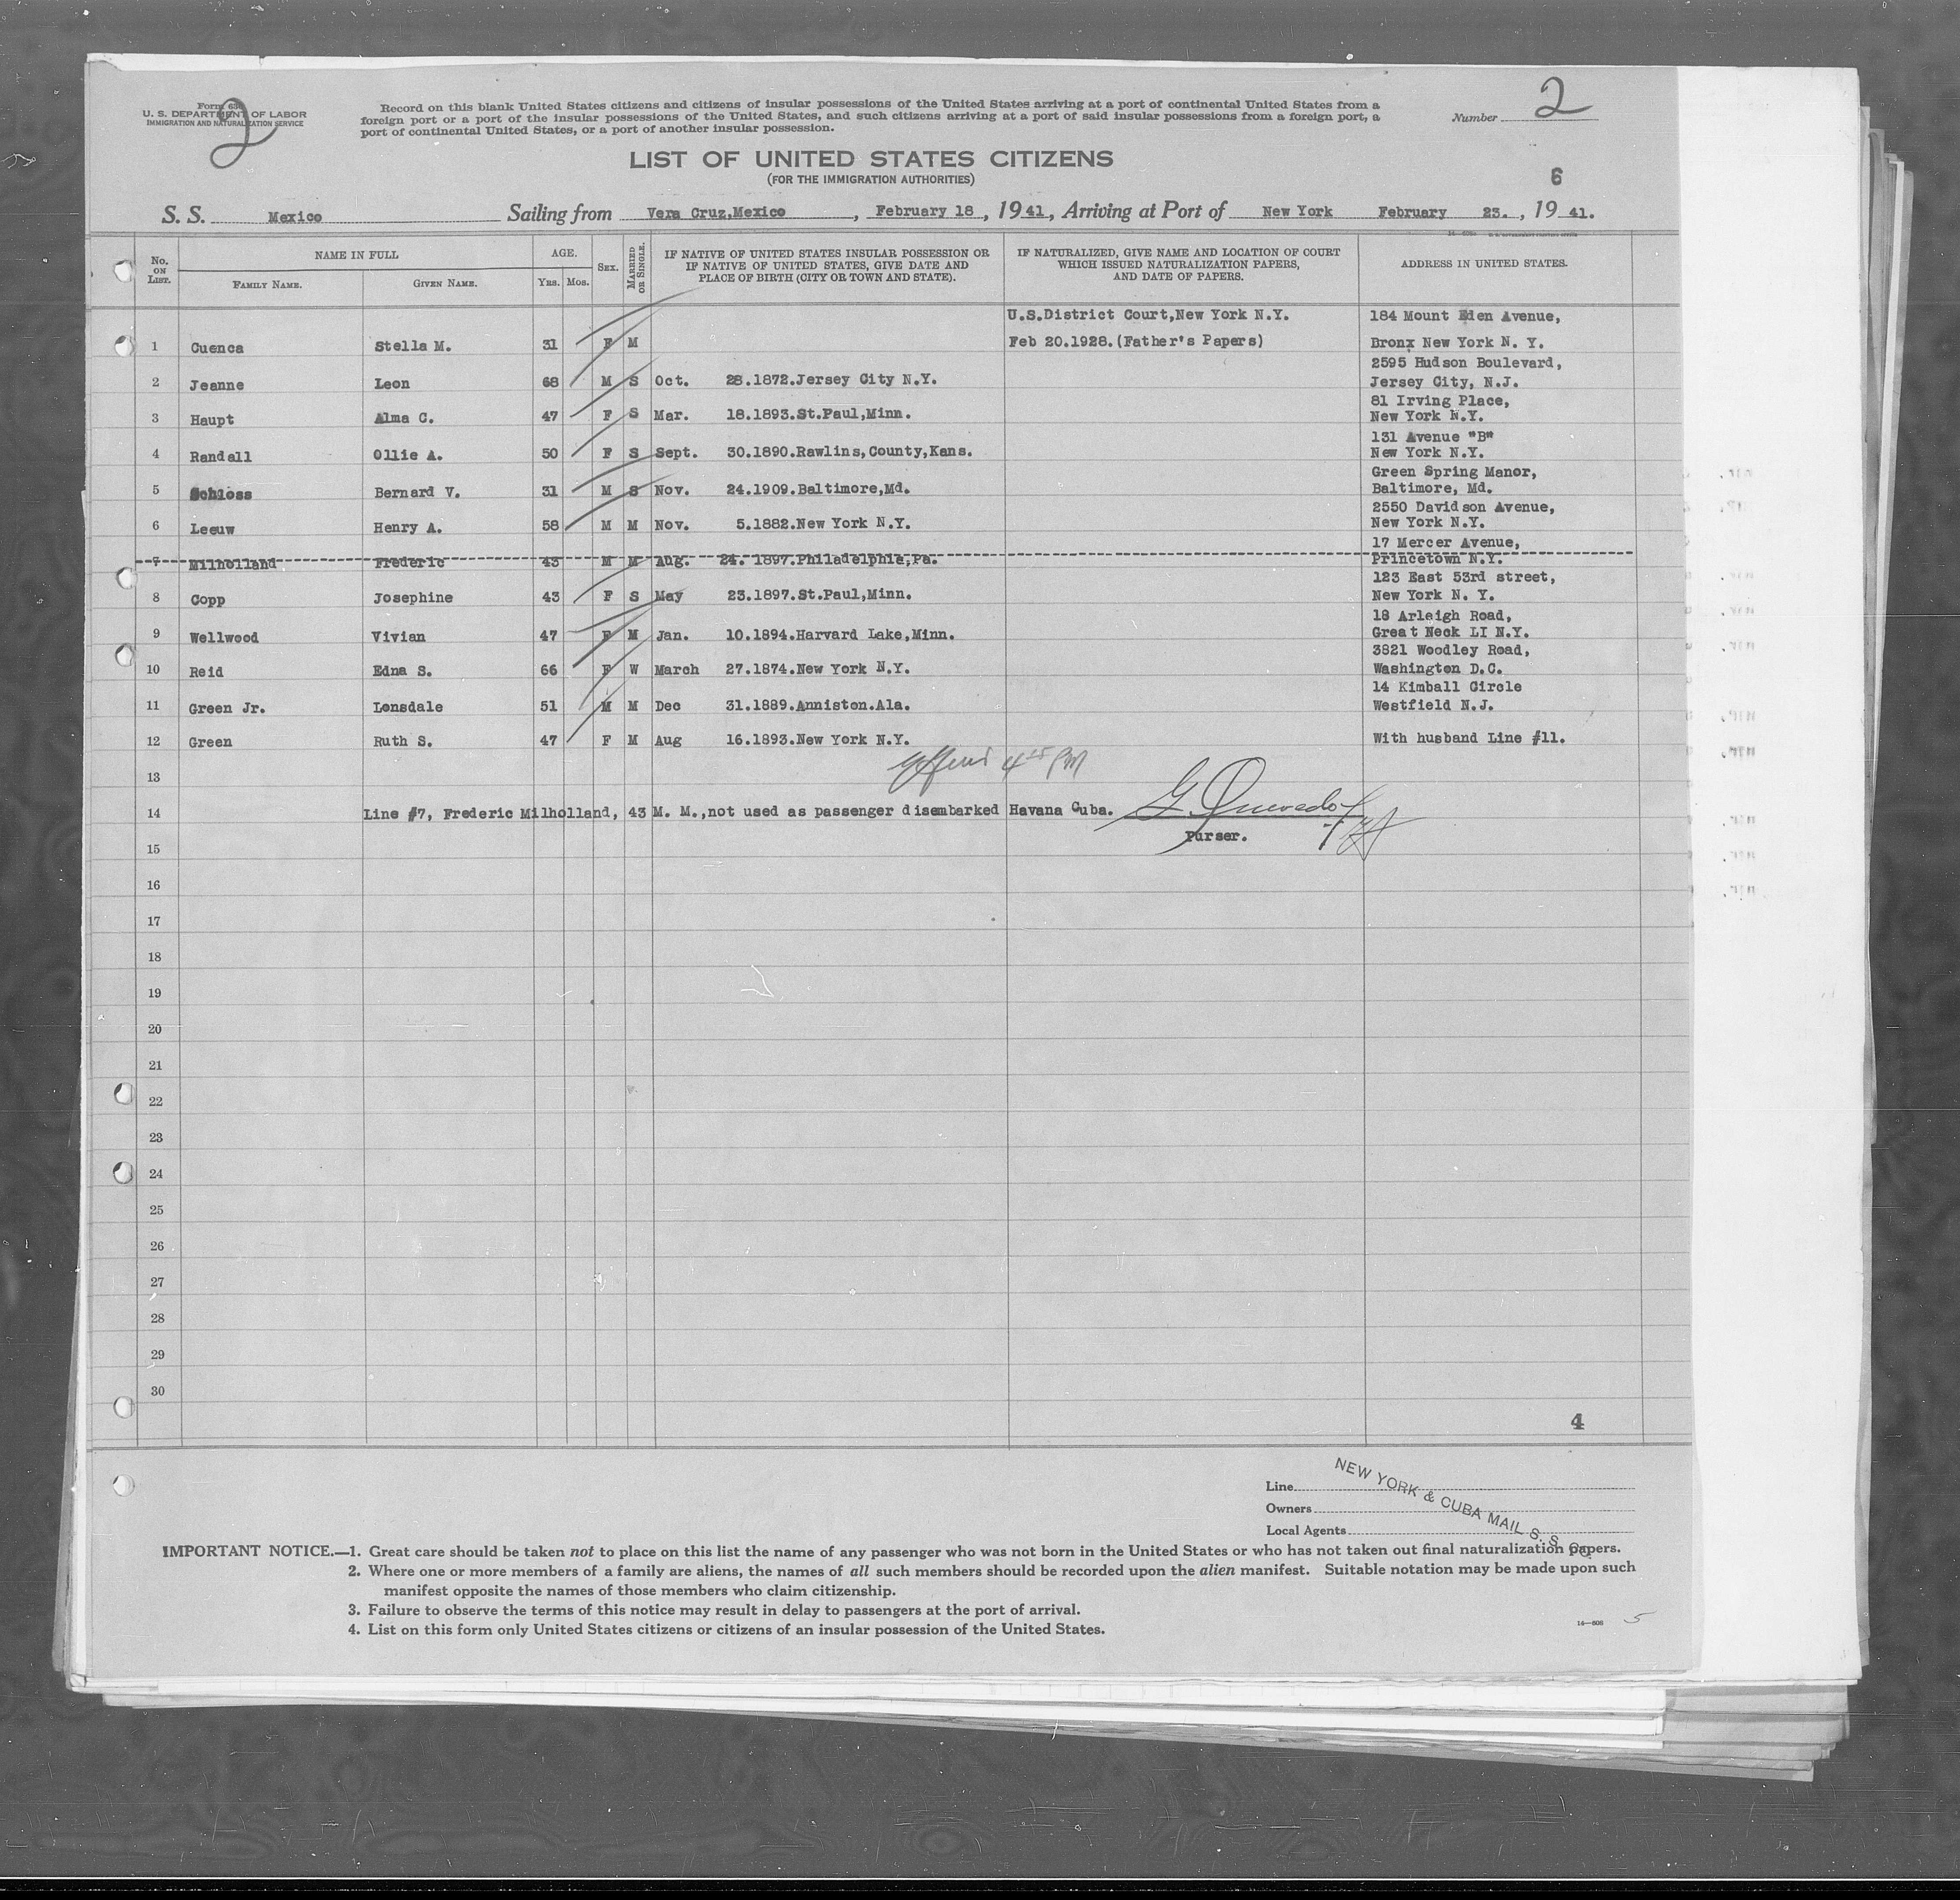 Form 630
U. S. DEPARTMENT OF LABOR
IMMIGRATION AND NATURALIZATION SERVICE
2
Record on this blank United States citizens and citizens of insular possessions of the United States arriving at a port of continental United States from a
foreign port or a port of the insular possessions of the United States, and such citizens arriving at a port of said insular possessions from a foreign port, a
port of continental United States, or a port of another insular possession.
Number 2
LIST OF UNITED STATES CITIZENS
(FOR THE IMMIGRATION AUTHORITIES)
6
S. S. Mexico Sailing from Vera Cruz,Mexico, February 18, 1941, Arriving at Port of New York February 23., 1941.
No. ON LIST. NAME IN FULL FAMILY NAME. GIVEN NAME. AGE. YRS. MOS. SEX. MARRIED OR SINGLE. IF NATIVE OF UNITED STATES INSULAR POSSESSION OR IF NATIVE OF UNITED STATES, GIVE DATE AND PLACE OF BIRTH (CITY OR TOWN AND STATE). IF NATURALIZED, GIVE NAME AND LOCATION OF COURT WHICH ISSUED NATURALIZATION PAPERS, AND DATE OF PAPERS. ADDRESS IN UNITED STATES.
U.S.District Court,New York N.Y. 184 Mount Eden Avenue,
1 Cuenca Stella M. 31 F M Feb 20.1928.(Father's Papers) Bronx New York N. Y.
2595 Hudson Boulevard,
2 Jeanne Leon 68 M S Oct. 28.1872.Jersey City N.Y. Jersey City, N.J.
81 Irving Place,
3 Haupt Alma C. 47 F S Mar. 18.1893.St.Paul,Minn. New York N.Y.
131 Avenue "B"
4 Randall Ollie A. 50 F S Sept. 30.1890.Rawlins,County,Kans. New York N.Y.
Green Spring Manor,
5 Schloss Bernard V. 31 M S Nov. 24.1909.Baltimore,Md. Baltimore, Md.
2550 Davidson Avenue,
6 Leeuw Henry A. 58 M M Nov. 5.1882.New York N.Y. New York N.Y.
17 Mercer Avenue,
7 Milholland Frederic 43 M M Aug. 24. 1897.Philadelphia,Pa. Princetown N.Y.
123 East 53rd street,
8 Copp Josephine 43 F S May 23.1897.St.Paul,Minn. New York N. Y.
18 Arleigh Road,
9 Wellwood Vivian 47 F M Jan. 10.1894.Harvard Lake,Minn. Great Neck LI N.Y.
3821 Woodley Road,
10 Reid Edna S. 66 F W March 27.1874.New York N.Y. Washington D.C.
14 Kimball Circle
11 Green Jr. Lonsdale 51 M M Dec 31.1889.Anniston.Ala. Westfield N.J.
12 Green Ruth S. 47 F M Aug 16.1893.New York N.Y. With husband Line #11.
13
14 Line #7, Frederic Milholland, 43 M. M.,not used as passenger disembarked Havana Cuba. G. Quevedo
15 Purser.
16
17
18
19
20
21
22
23
24
25
26
27
28
29
30
4
Line
Owners
Local Agents
NEW YORK & CUBA MAIL S. S. CO.
IMPORTANT NOTICE.—1. Great care should be taken not to place on this list the name of any passenger who was not born in the United States or who has not taken out final naturalization papers.
2. Where one or more members of a family are aliens, the names of all such members should be recorded upon the alien manifest. Suitable notation may be made upon such
manifest opposite the names of those members who claim citizenship.
3. Failure to observe the terms of this notice may result in delay to passengers at the port of arrival.
4. List on this form only United States citizens or citizens of an insular possession of the United States.
5